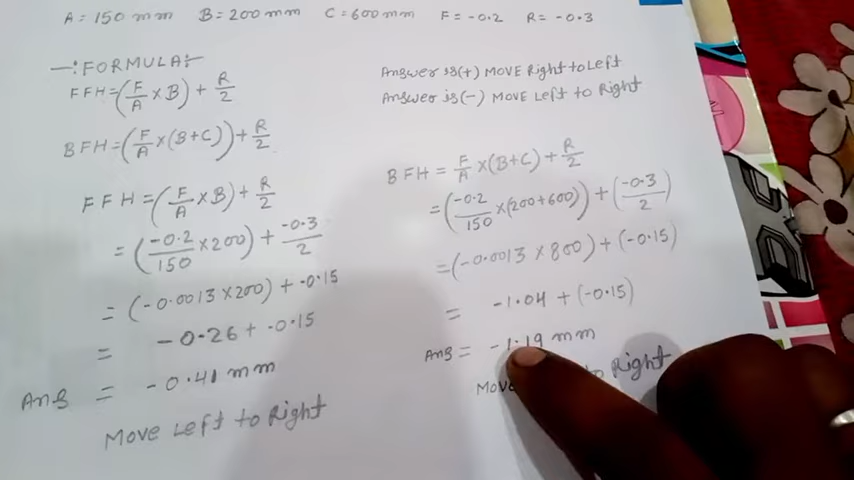 A = 150 mm B = 200 mm C = 600 mm F = -0.2 R = -0.3
—:FORMULA:—
FFH = (F/A × B) + R/2
BFH = (F/A × (B+C)) + R/2
FFH = (F/A × B) + R/2
= (-0.2/150 × 200) + -0.3/2
= (-0.0013 × 200) + -0.15
= -0.26 + -0.15
Ans = -0.41 mm
Move Left to Right
Answer is (+) MOVE Right to Left
Answer is (-) MOVE Left to Right
BFH = F/A × (B+C) + R/2
= (-0.2/150 × (200+600)) + (-0.3/2)
= (-0.0013 × 800) + (-0.15)
= -1.04 + (-0.15)
Ans = -1.19 mm
Move to Right